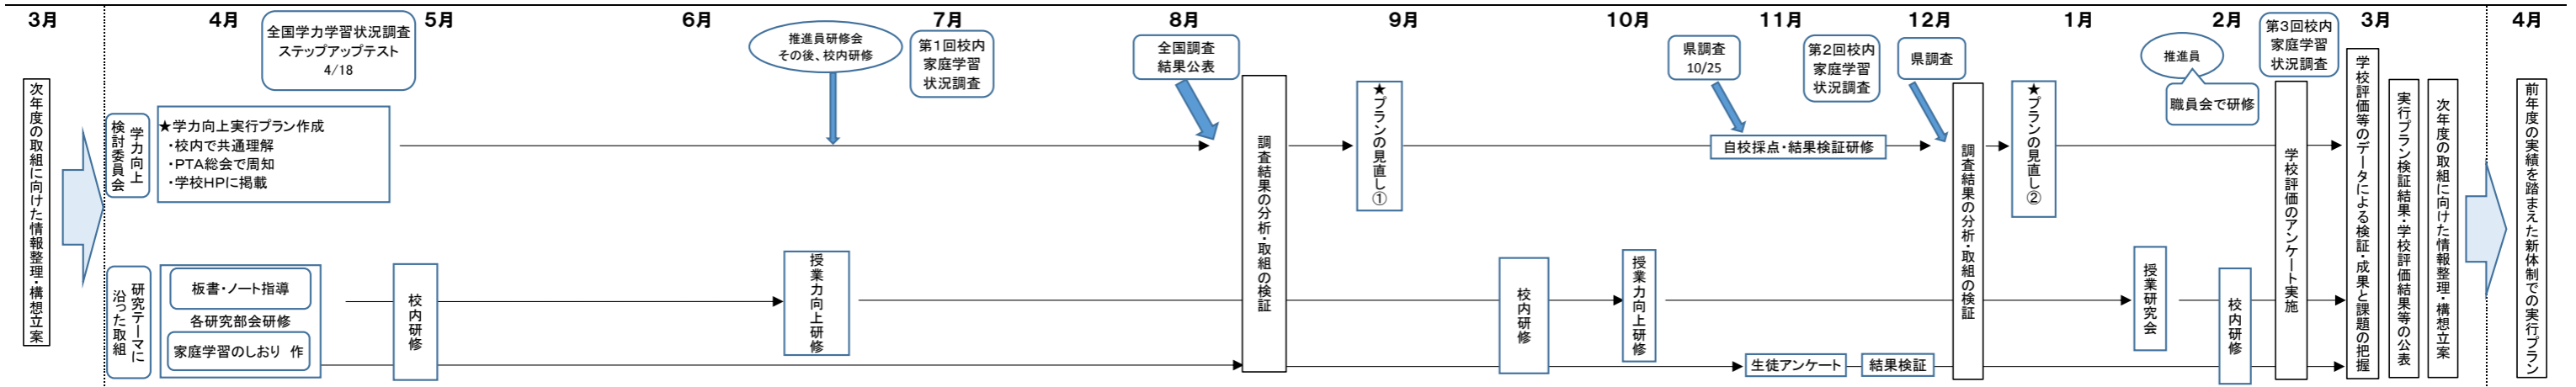 3月
4月
5月
6月
7月
8月
9月
10月
11月
12月
1月
2月
3月
4月
次年度の取組に向けた情報整理・構想立案
全国学力学習状況調査
ステップアップテスト
4/18
学力向上
検討委員会
★学力向上実行プラン作成
・校内で共通理解
・PTA総会で周知
・学校HPに掲載
研究テーマに
沿った取組
板書・ノート指導
各研究部会研修
家庭学習のしおり 作
校内研修
推進員研修会
その後、校内研修
授業力向上研修
第1回校内
家庭学習
状況調査
全国調査
結果公表
調査結果の分析・取組の検証
★プランの見直し①
校内研修
授業力向上研修
県調査
10/25
自校採点・結果検証研修
第2回校内
家庭学習
状況調査
生徒アンケート
結果検証
県調査
調査結果の分析・取組の検証
★プランの見直し②
推進員
職員会で研修
授業研究会
校内研修
第3回校内
家庭学習
状況調査
学校評価のアンケート実施
学校評価等のデータによる検証・成果と課題の把握
実行プラン検証結果・学校評価結果等の公表
次年度の取組に向けた情報整理・構想立案
前年度の実績を踏まえた新体制での実行プラン